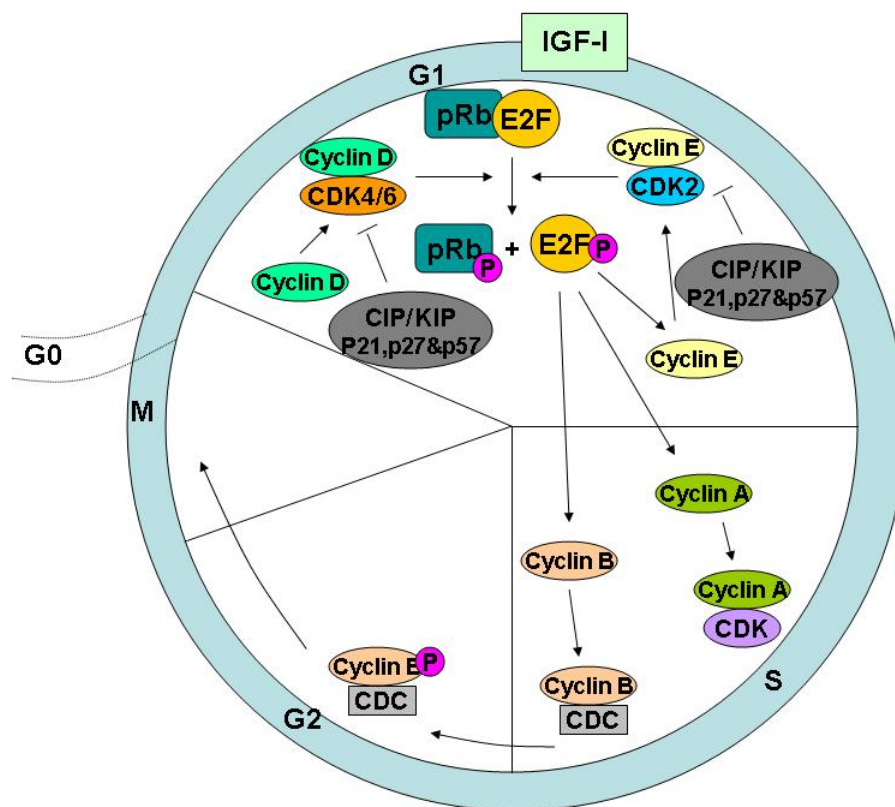 IGF-I
G1
pRb E2F
Cyclin D
CDK4/6
Cyclin E
CDK2
pRb P + E2F P
Cyclin D
CIP/KIP
P21,p27&p57
CIP/KIP
P21,p27&p57
Cyclin E
G0
M
Cyclin A
Cyclin B
Cyclin A
CDK
S
Cyclin B
CDC
Cyclin B P
CDC
G2